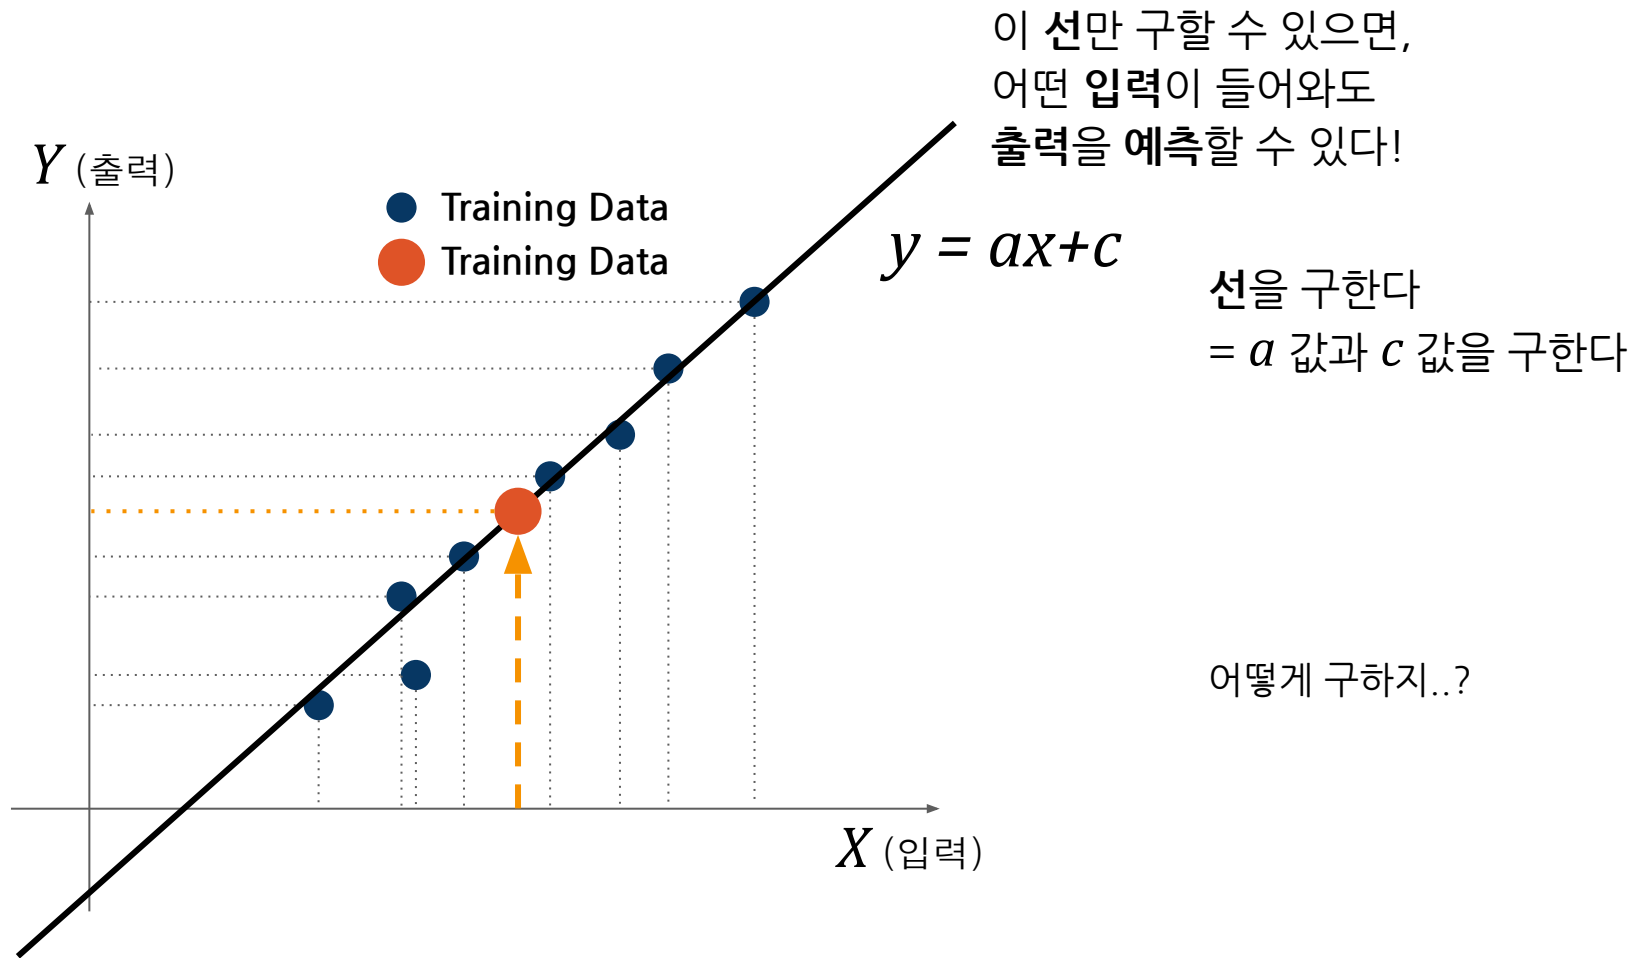 이 선만 구할 수 있으면,
어떤 입력이 들어와도
출력을 예측할 수 있다!
Y (출력)
Training Data
Training Data
y = ax+c
선을 구한다
= a 값과 c 값을 구한다
어떻게 구하지..?
X (입력)